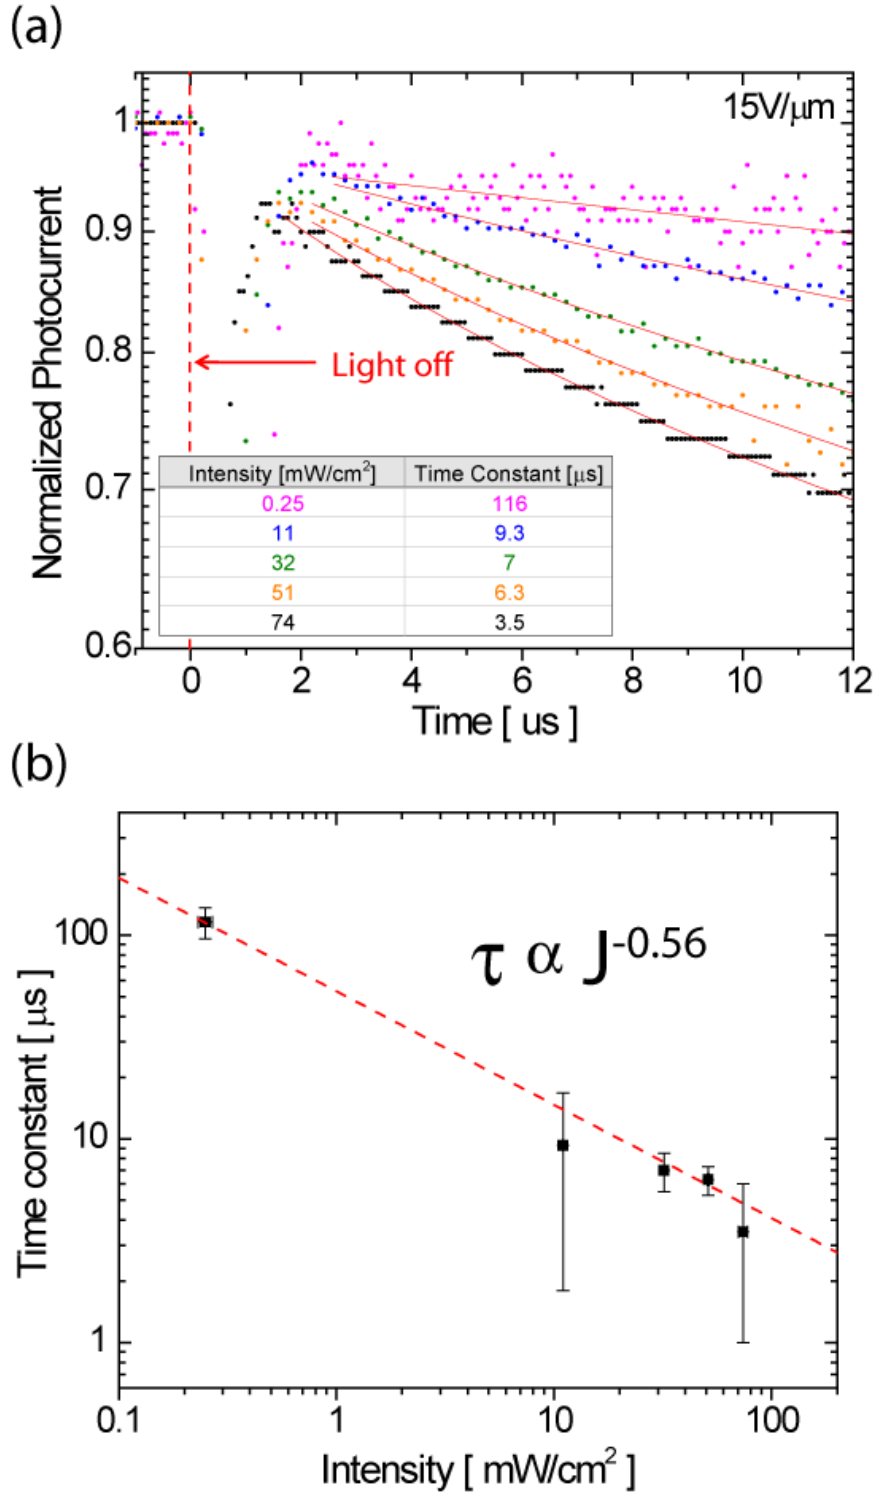 (a)
15V/μm
1
0.9
0.8
0.7
0.6
Normalized Photocurrent
Light off
Intensity [mW/cm²] Time Constant [μs]
0.25 116
11 9.3
32 7
51 6.3
74 3.5
0 2 4 6 8 10 12
Time [ us ]
(b)
100
10
1
Time constant [ μs ]
τ α J^-0.56
0.1 1 10 100
Intensity [ mW/cm² ]